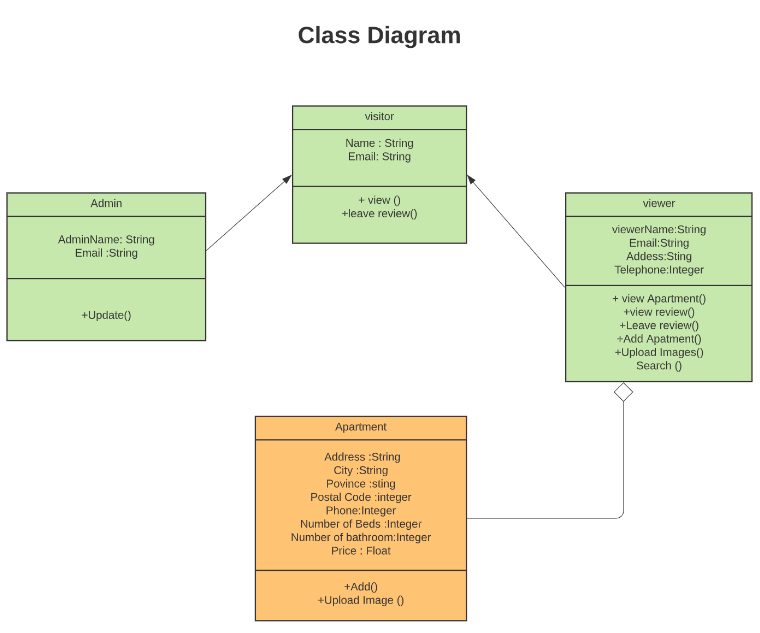 Class Diagram
visitor
Name : String
Email: String
+ view ()
+leave review()
Admin
AdminName: String
Email :String
+Update()
viewer
viewerName:String
Email:String
Addess:Sting
Telephone:Integer
+ view Apartment()
+view review()
+Leave review()
+Add Apatment()
+Upload Images()
Search ()
Apartment
Address :String
City :String
Povince :sting
Postal Code :integer
Phone:Integer
Number of Beds :Integer
Number of bathroom:Integer
Price : Float
+Add()
+Upload Image ()